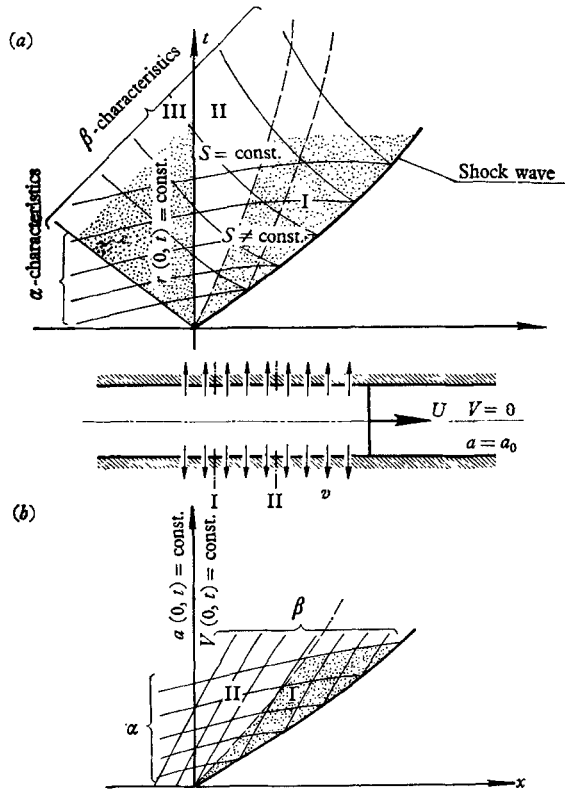 (a)
t
β-characteristics
III
II
S = const.
Shock wave
I
S ≠ const.
r (0, t) = const.
α-characteristics
U V = 0
a = a₀
v
I
II
(b)
a (0, t) = const.
V (0, t) = const.
β
II
I
α
x